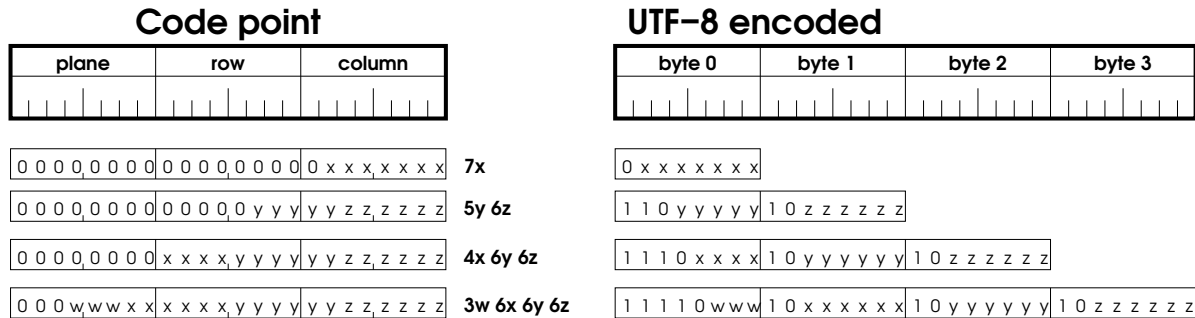 Code point UTF–8 encoded
plane row column byte 0 byte 1 byte 2 byte 3
0 0 0 0 0 0 0 0 0 0 0 0 0 0 0 0 0 x x x x x x x 7x 0 x x x x x x x
0 0 0 0 0 0 0 0 0 0 0 0 0 y y y y y z z z z z z 5y 6z 1 1 0 y y y y y 1 0 z z z z z z
0 0 0 0 0 0 0 0 x x x x y y y y y y z z z z z z 4x 6y 6z 1 1 1 0 x x x x 1 0 y y y y y y 1 0 z z z z z z
0 0 0 w w w x x x x x x y y y y y y z z z z z z 3w 6x 6y 6z 1 1 1 1 0 w w w 1 0 x x x x x x 1 0 y y y y y y 1 0 z z z z z z